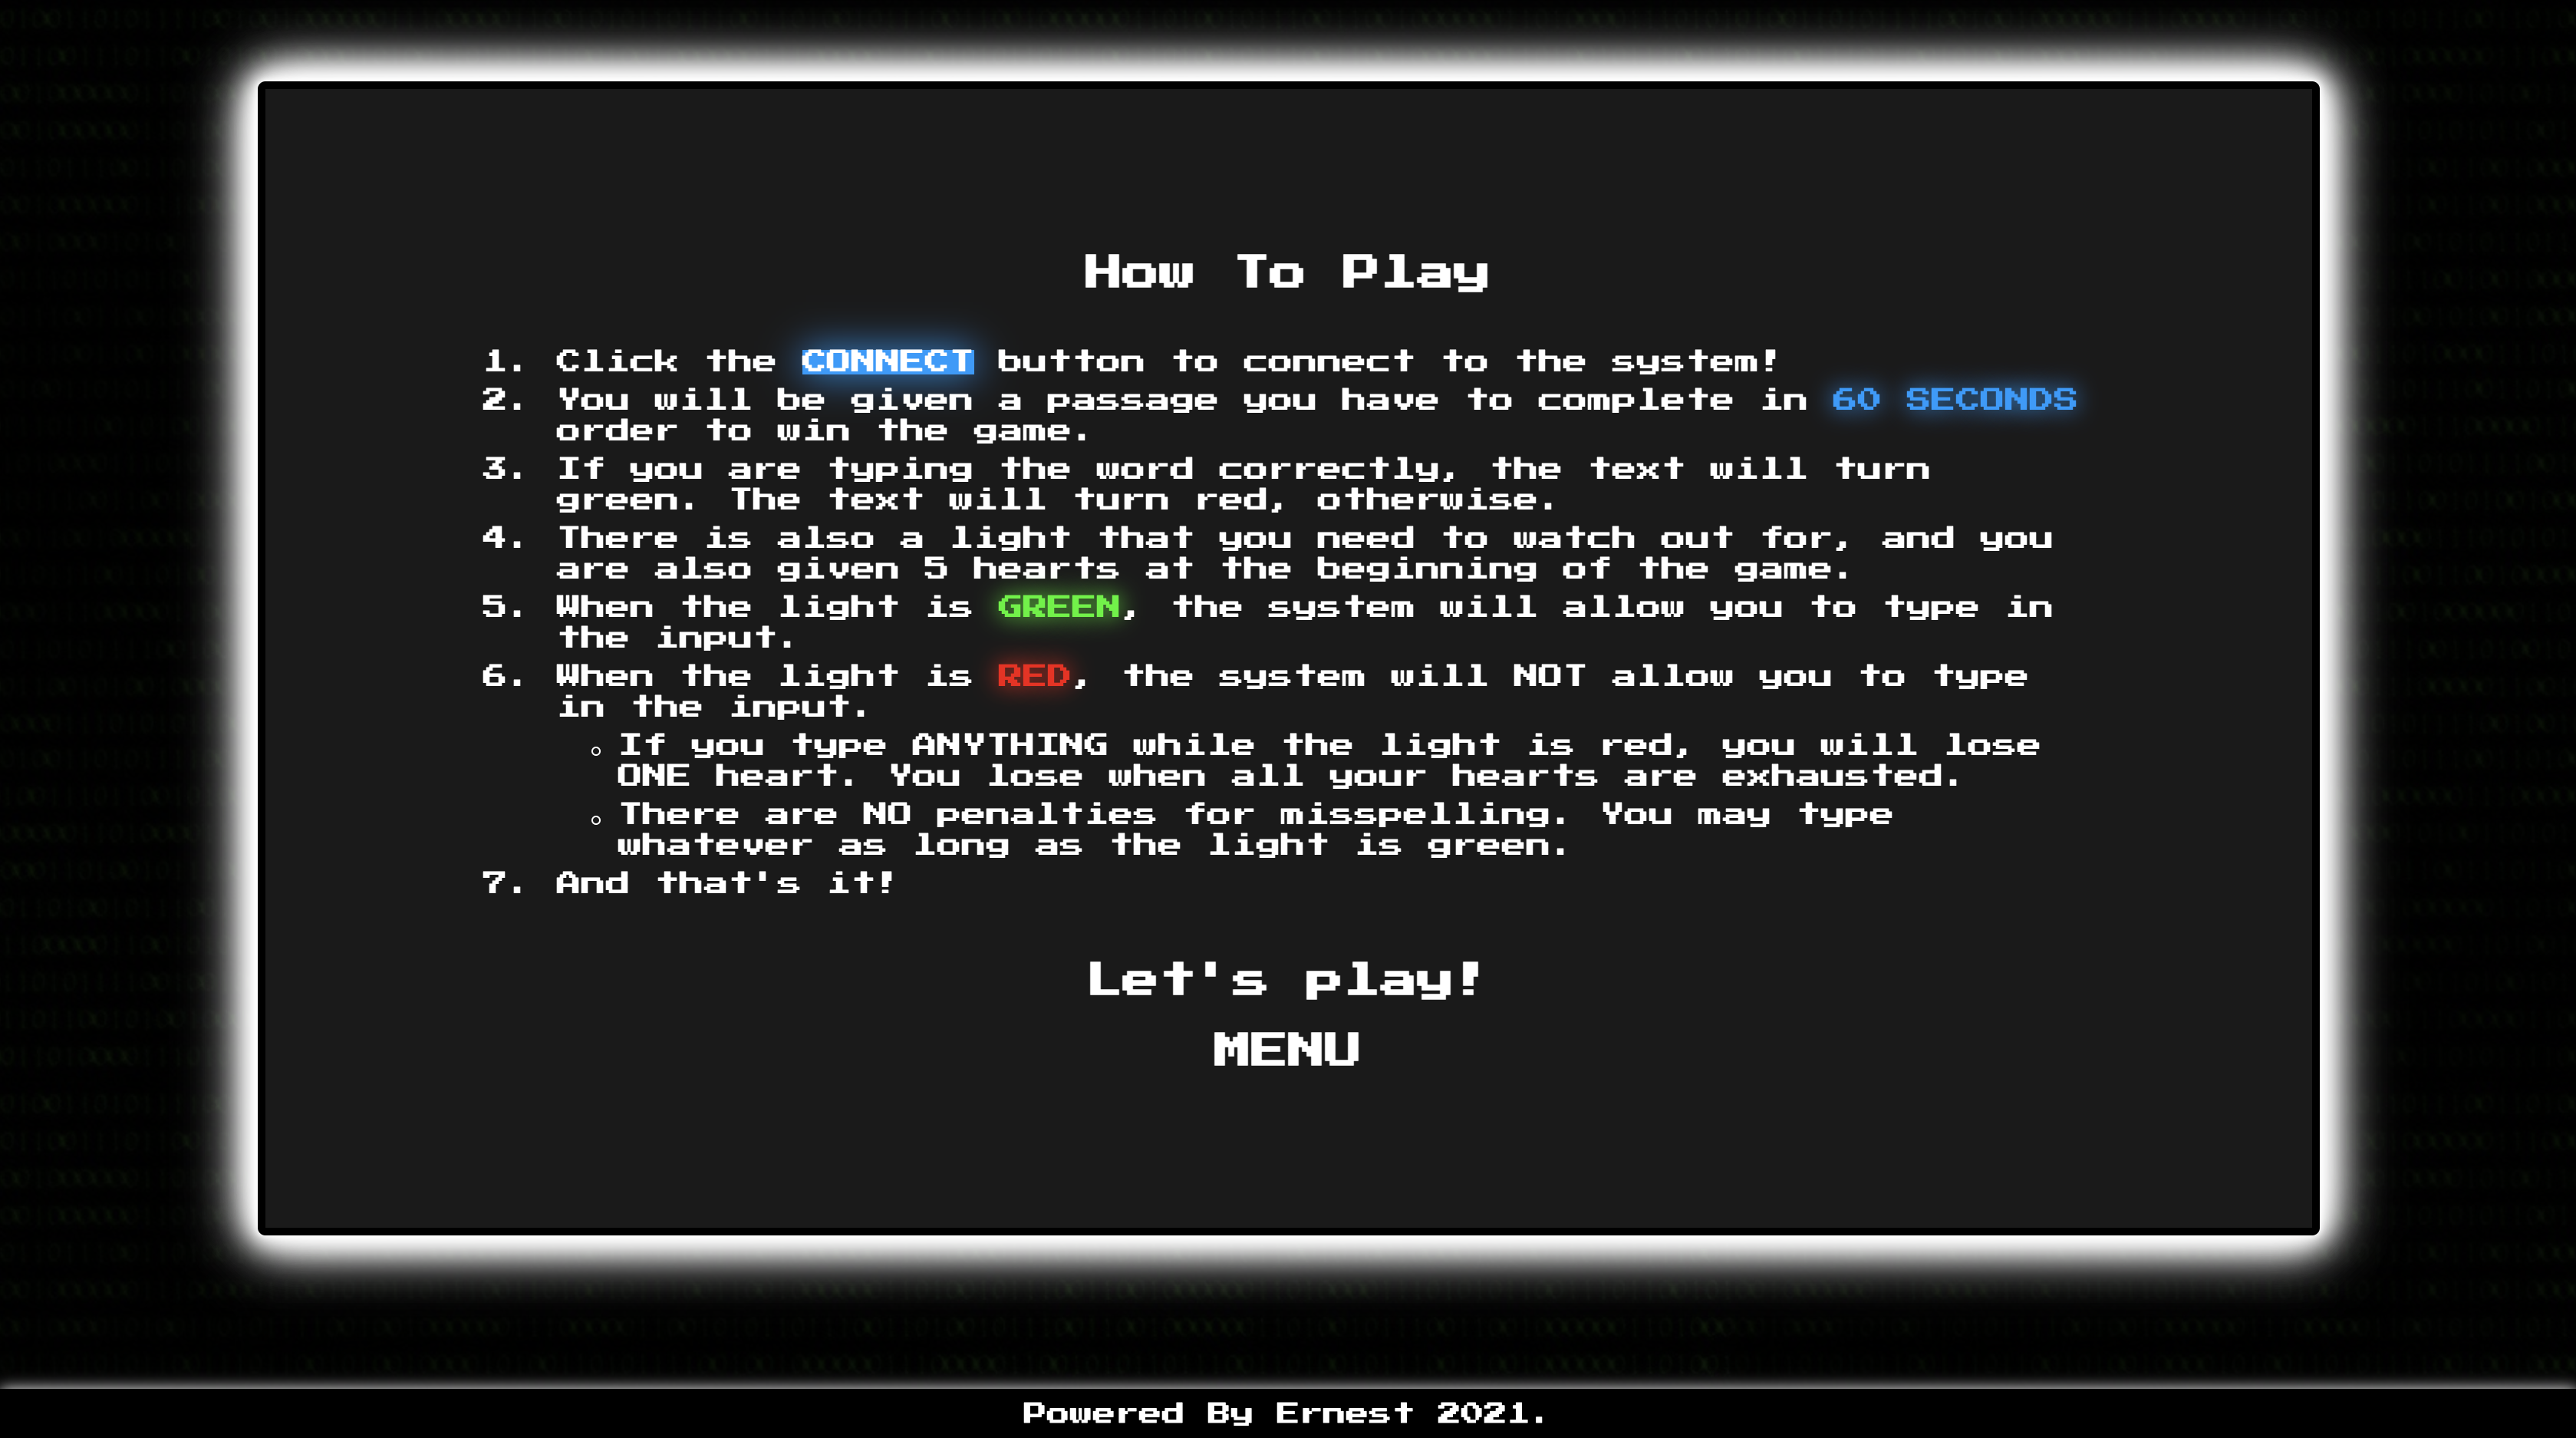 How To Play
1. Click the CONNECT button to connect to the system!
2. You will be given a passage you have to complete in 60 SECONDS
order to win the game.
3. If you are typing the word correctly, the text will turn
green. The text will turn red, otherwise.
4. There is also a light that you need to watch out for, and you
are also given 5 hearts at the beginning of the game.
5. When the light is GREEN, the system will allow you to type in
the input.
6. When the light is RED, the system will NOT allow you to type
in the input.
◦ If you type ANYTHING while the light is red, you will lose
ONE heart. You lose when all your hearts are exhausted.
◦ There are NO penalties for misspelling. You may type
whatever as long as the light is green.
7. And that's it!
Let's play!
MENU
Powered By Ernest 2021.